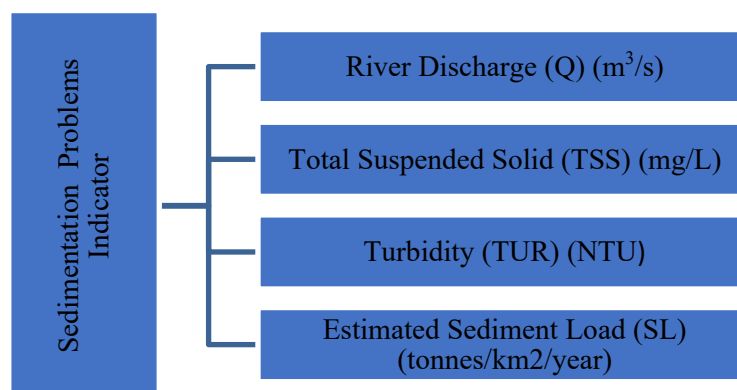 Sedimentation Problems
Indicator
River Discharge (Q) (m³/s)
Total Suspended Solid (TSS) (mg/L)
Turbidity (TUR) (NTU)
Estimated Sediment Load (SL)
(tonnes/km2/year)